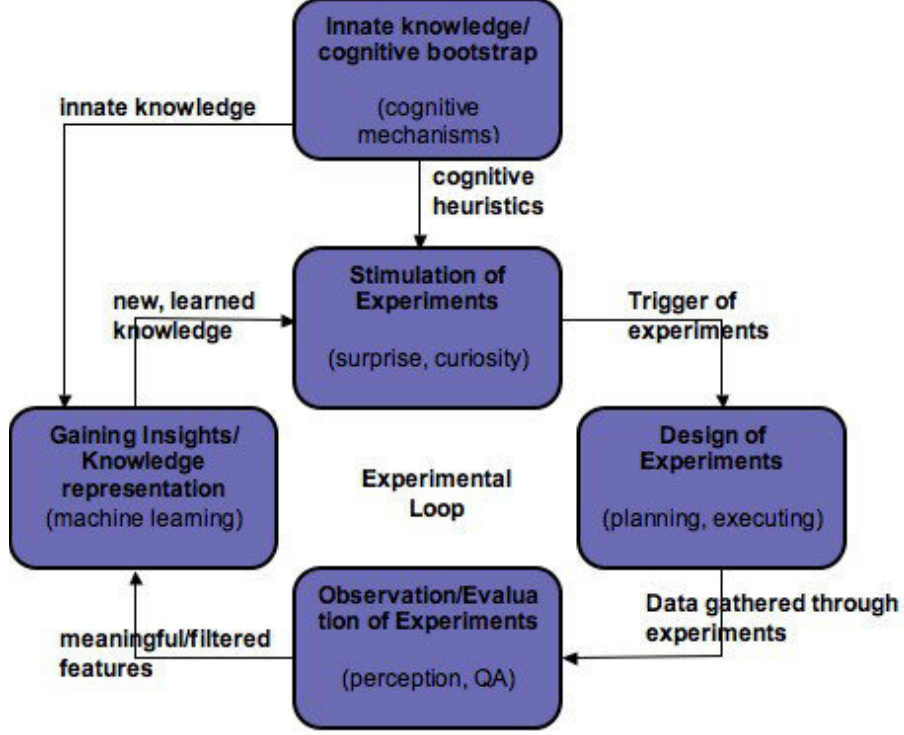 Innate knowledge/
cognitive bootstrap
(cognitive
mechanisms)
innate knowledge
cognitive
heuristics
Stimulation of
Experiments
(surprise, curiosity)
new, learned
knowledge
Trigger of
experiments
Gaining Insights/
Knowledge
representation
(machine learning)
Experimental
Loop
Design of
Experiments
(planning, executing)
Observation/Evalua
tion of Experiments
(perception, QA)
meaningful/filtered
features
Data gathered through
experiments